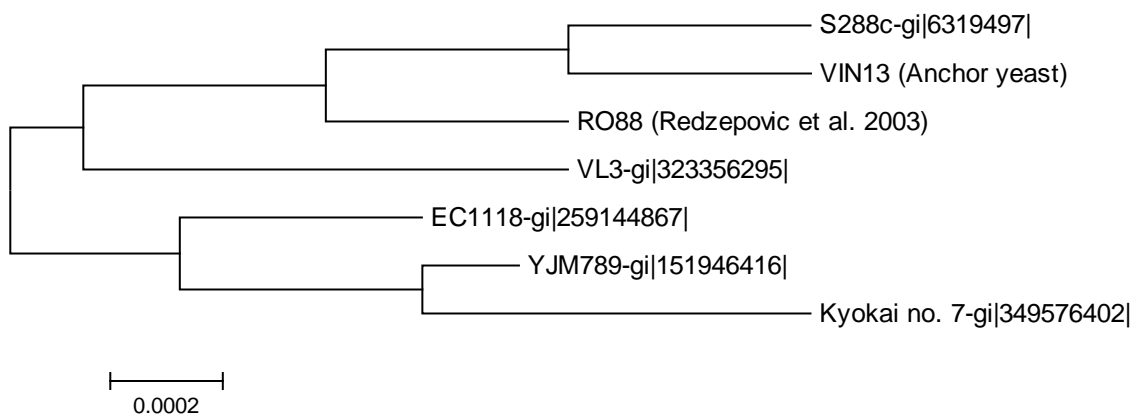 S288c-gi|6319497|
VIN13 (Anchor yeast)
RO88 (Redzepovic et al. 2003)
VL3-gi|323356295|
EC1118-gi|259144867|
YJM789-gi|151946416|
Kyokai no. 7-gi|349576402|
0.0002